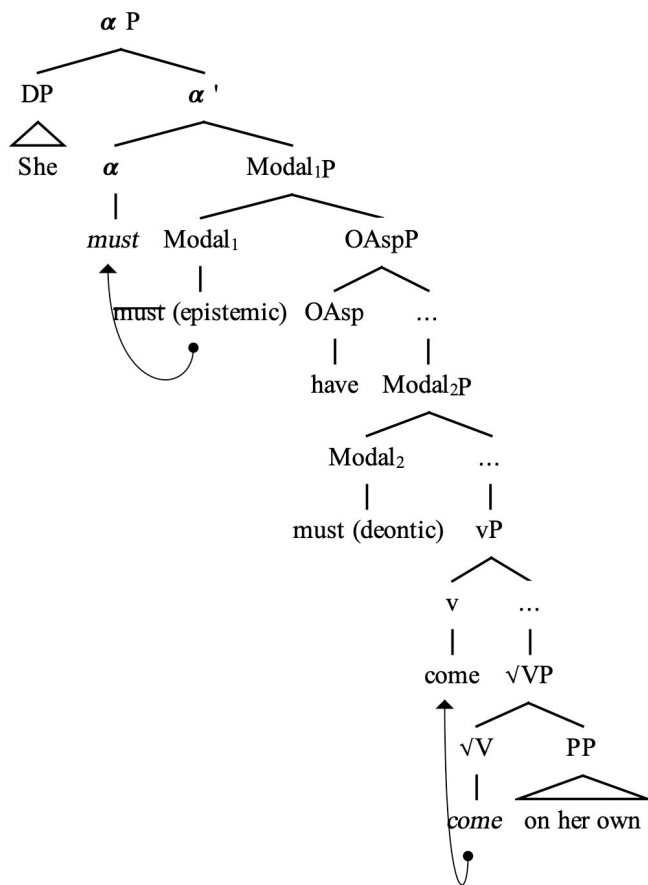 α P
DP α '
She α Modal₁P
must Modal₁ OAspP
must (epistemic) OAsp ...
have Modal₂P
Modal₂ ...
must (deontic) vP
v ...
come √VP
√V PP
come on her own